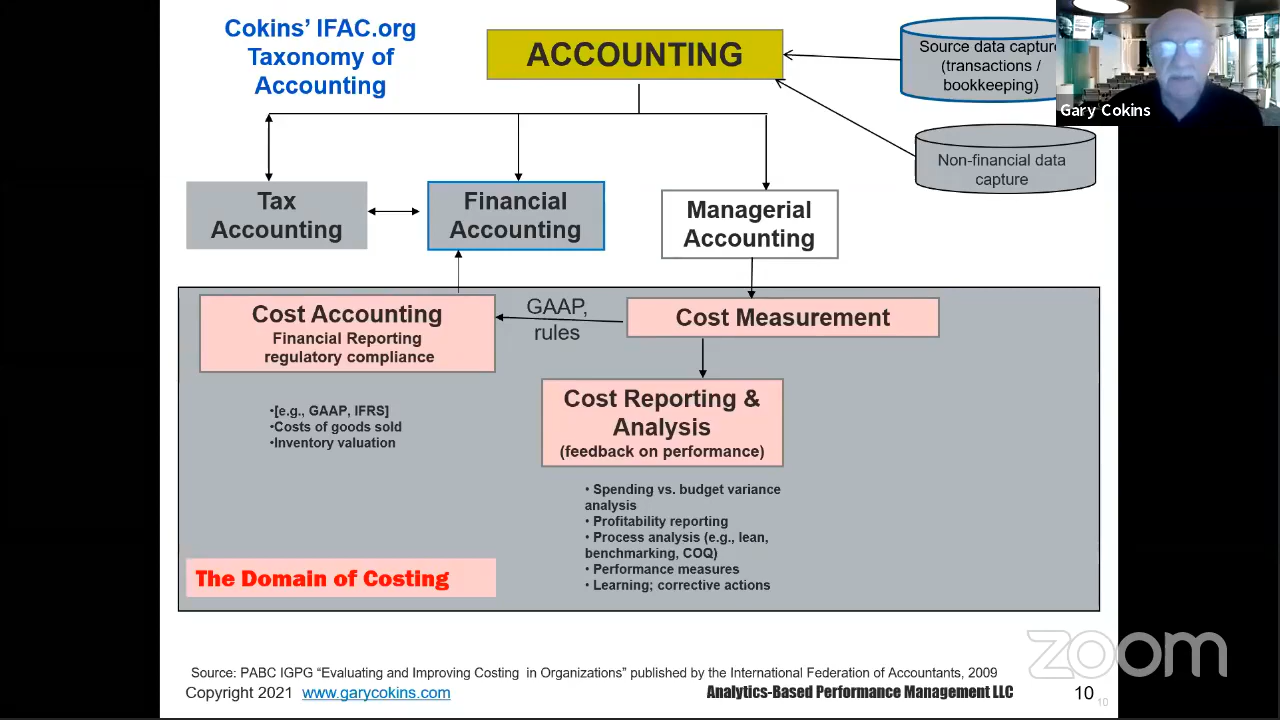 Cokins' IFAC.org
Taxonomy of
Accounting
ACCOUNTING
Source data capture
(transactions /
bookkeeping)
Gary Cokins
Non-financial data
capture
Tax
Accounting
Financial
Accounting
Managerial
Accounting
Cost Accounting
Financial Reporting
regulatory compliance
GAAP,
rules
Cost Measurement
•[e.g., GAAP, IFRS]
•Costs of goods sold
•Inventory valuation
Cost Reporting &
Analysis
(feedback on performance)
• Spending vs. budget variance
analysis
• Profitability reporting
• Process analysis (e.g., lean,
benchmarking, COQ)
• Performance measures
• Learning; corrective actions
The Domain of Costing
zoom
Source: PABC IGPG “Evaluating and Improving Costing in Organizations” published by the International Federation of Accountants, 2009
Copyright 2021 www.garycokins.com
Analytics-Based Performance Management LLC
10
10